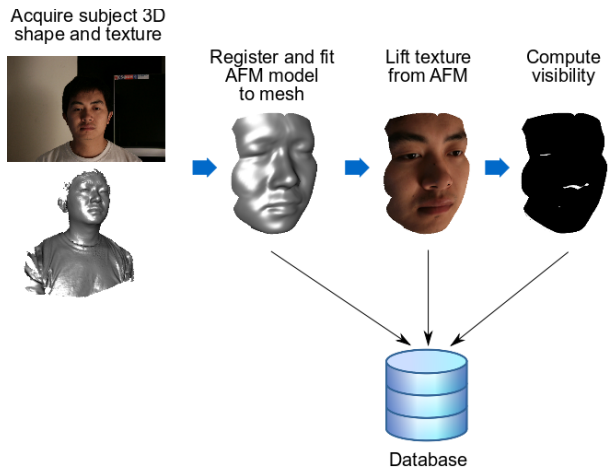 Acquire subject 3D
shape and texture
Register and fit
AFM model
to mesh
Lift texture
from AFM
Compute
visibility
Database